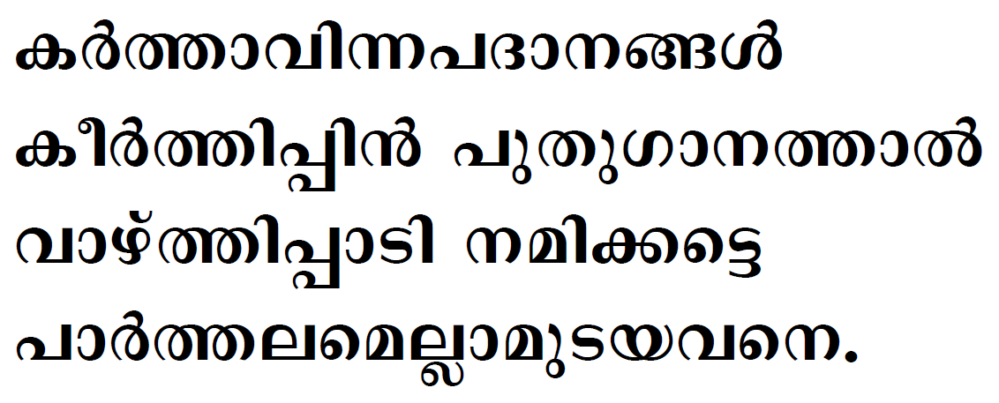 കർത്താവിന്നപദാനങ്ങൾ
കീർത്തിപ്പിൻ പുതുഗാനത്താൽ
വാഴ്ത്തിപ്പാടി നമിക്കട്ടെ
പാർത്തലമെല്ലാമുടയവനെ.